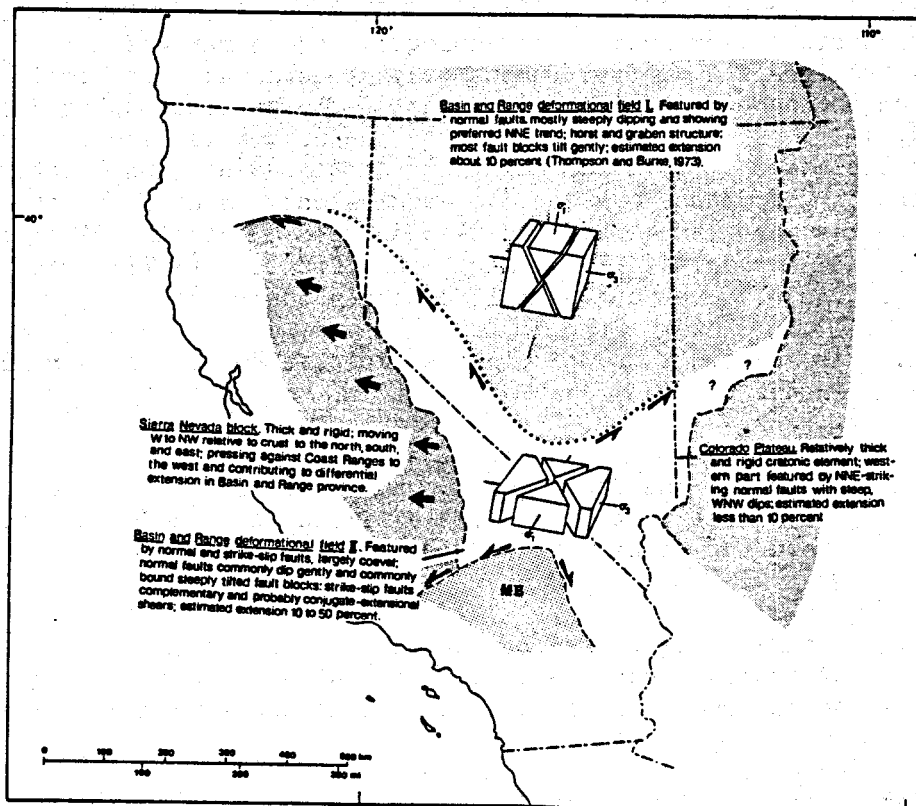 120°
110°
Basin and Range deformational field I. Featured by
normal faults, mostly steeply dipping and showing
preferred NNE trend; horst and graben structure;
most fault blocks tilt gently; estimated extension
about 10 percent (Thompson and Burke, 1973).
40°
σ₁
σ₃
? ?
Sierra Nevada block. Thick and rigid; moving
W to NW relative to crust to the north, south,
and east; pressing against Coast Ranges to
the west and contributing to differential
extension in Basin and Range province.
Colorado Plateau. Relatively thick
and rigid cratonic element; west-
ern part featured by NNE-strik-
ing normal faults with steep,
WNW dips; estimated extension
less than 10 percent
σ₃
σ₁
Basin and Range deformational field II. Featured
by normal and strike-slip faults, largely coeval;
normal faults commonly dip gently and commonly
bound steeply tilted fault blocks; strike-slip faults
complementary and probably conjugate-extensional
shears; estimated extension 10 to 50 percent.
MB
0 100 200 300 400 500 km
100 200 300 mi